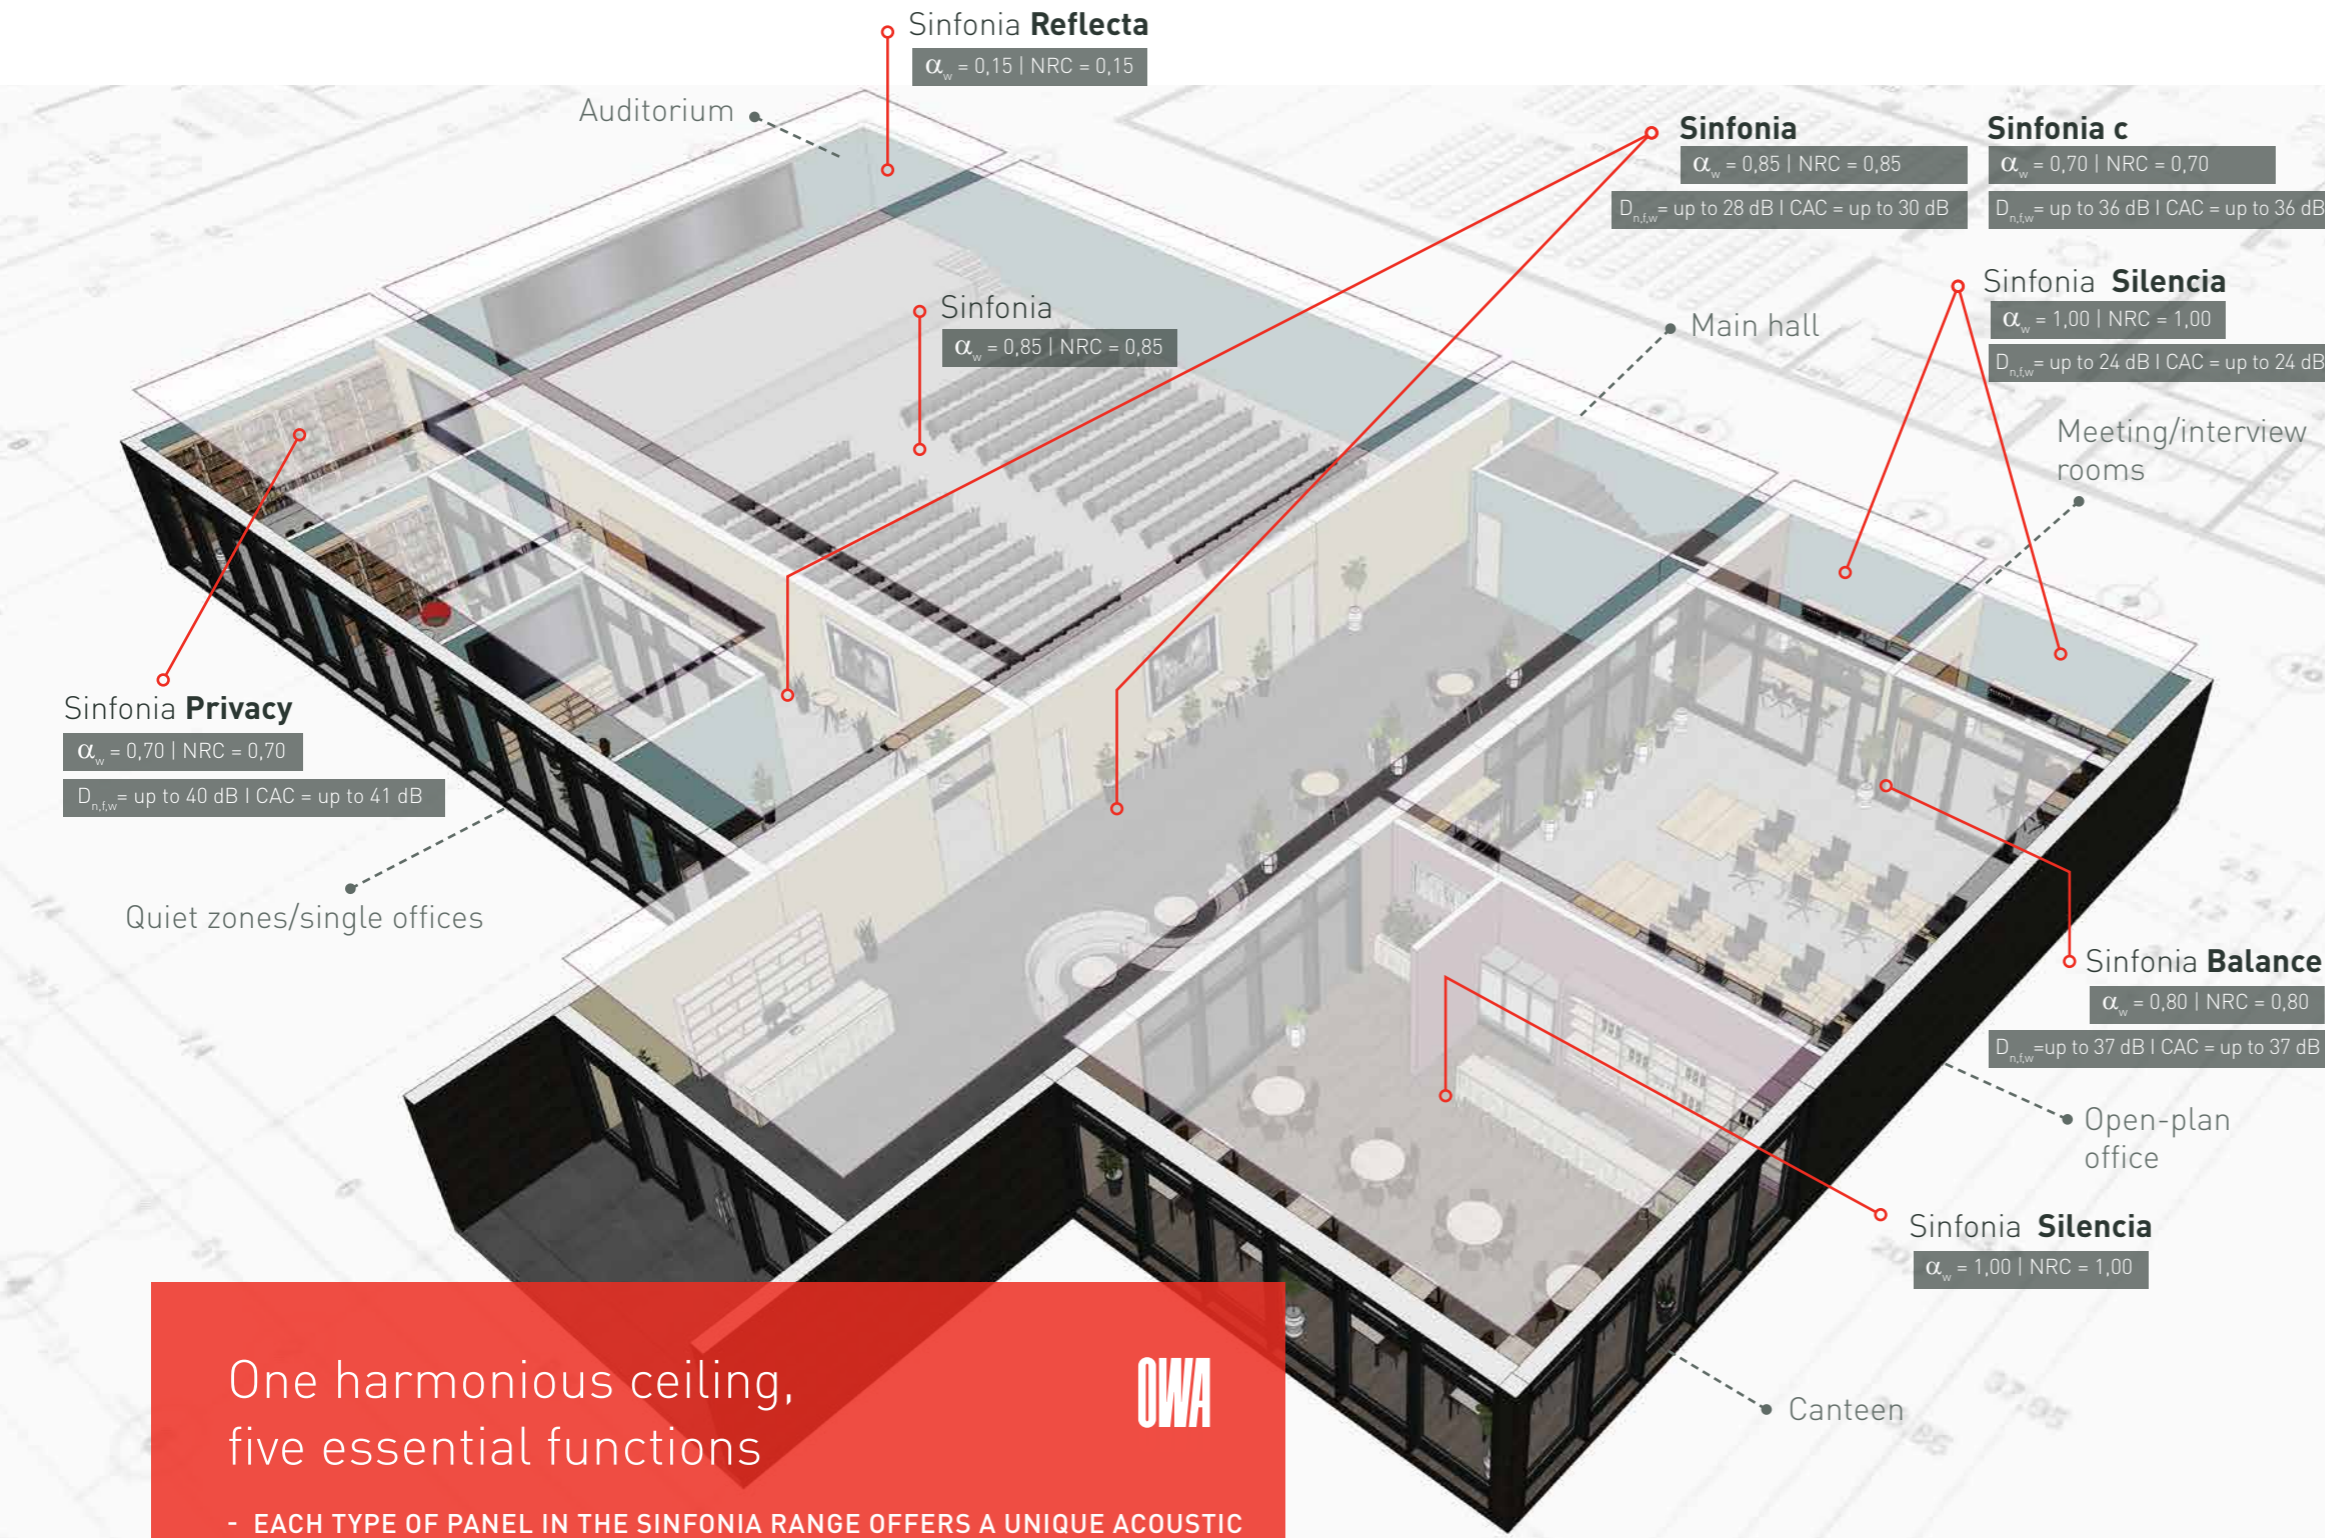 Sinfonia Reflecta
αw = 0,15 | NRC = 0,15
Auditorium
Sinfonia
αw = 0,85 | NRC = 0,85
Dn,f,w= up to 28 dB I CAC = up to 30 dB
Sinfonia c
αw = 0,70 | NRC = 0,70
Dn,f,w= up to 36 dB I CAC = up to 36 dB
Sinfonia Silencia
αw = 1,00 | NRC = 1,00
Dn,f,w= up to 24 dB I CAC = up to 24 dB
Sinfonia
αw = 0,85 | NRC = 0,85
Main hall
Meeting/interview
rooms
Sinfonia Privacy
αw = 0,70 | NRC = 0,70
Dn,f,w= up to 40 dB I CAC = up to 41 dB
Quiet zones/single offices
Sinfonia Balance
αw = 0,80 | NRC = 0,80
Dn,f,w=up to 37 dB I CAC = up to 37 dB
Open-plan
office
Sinfonia Silencia
αw = 1,00 | NRC = 1,00
Canteen
One harmonious ceiling,
five essential functions
OWA
- EACH TYPE OF PANEL IN THE SINFONIA RANGE OFFERS A UNIQUE ACOUSTIC